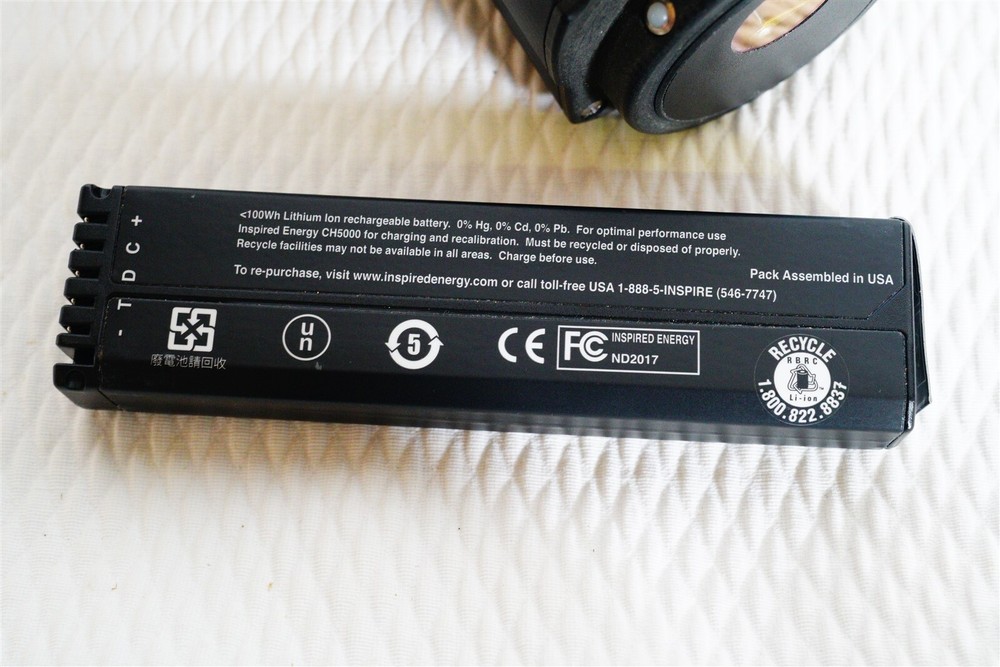 <100Wh Lithium Ion rechargeable battery. 0% Hg, 0% Cd, 0% Pb. For optimal performance use
Inspired Energy CH5000 for charging and recalibration. Must be recycled or disposed of properly.
Recycle facilities may not be available in all areas. Charge before use.
Pack Assembled in USA
To re-purchase, visit www.inspiredenergy.com or call toll-free USA 1-888-5-INSPIRE (546-7747)
- T D C +
廢電池請回收
un
5
CE
FC INSPIRED ENERGY
ND2017
RECYCLE
RBRC
Li-ion
1.800.822.8837